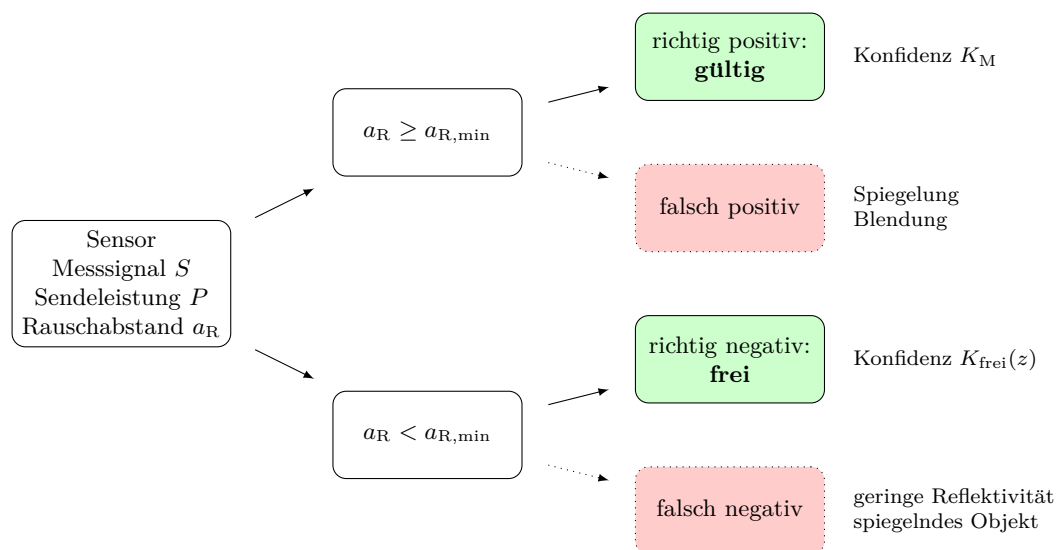 richtig positiv:
gültig
Konfidenz K_M
a_R ≥ a_R,min
falsch positiv
Spiegelung
Blendung
Sensor
Messsignal S
Sendeleistung P
Rauschabstand a_R
richtig negativ:
frei
Konfidenz K_frei(z)
a_R < a_R,min
falsch negativ
geringe Reflektivität
spiegelndes Objekt